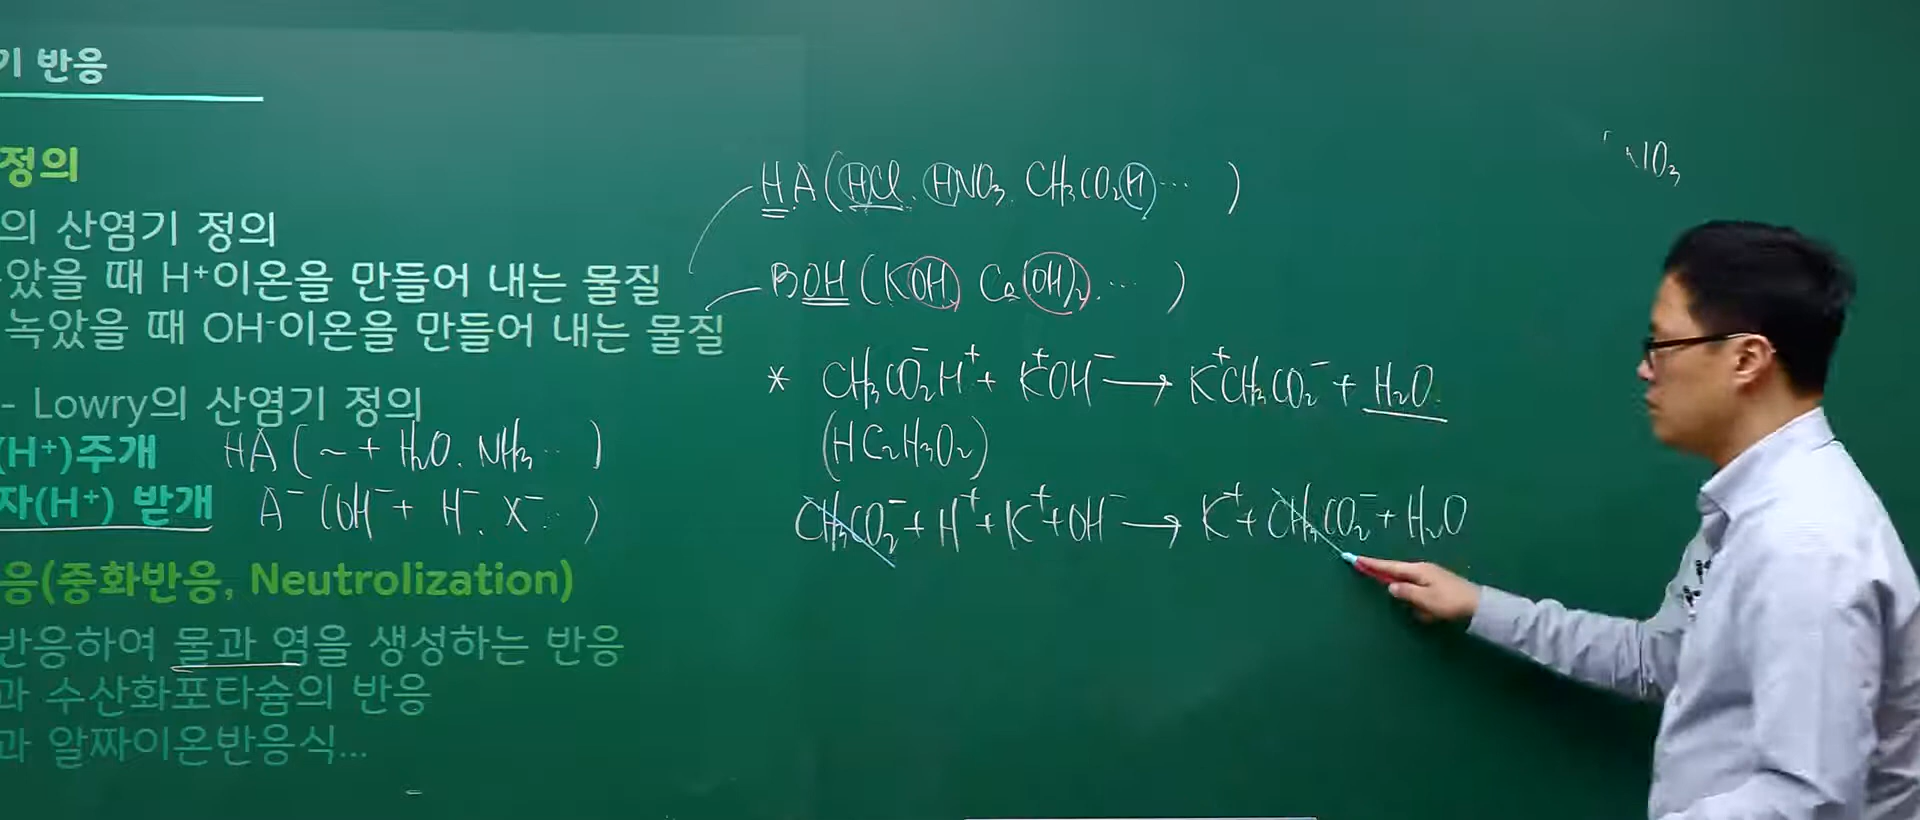 기 반응
정의
의 산염기 정의
았을 때 H⁺이온을 만들어 내는 물질
녹았을 때 OH⁻이온을 만들어 내는 물질
- Lowry의 산염기 정의
(H⁺)주개 HA ( ~ + H₂O. NH₃ ··· )
자(H⁺) 받개 A⁻ (OH⁻ + H⁻. X⁻ ··· )
응(중화반응, Neutrolization)
반응하여 물과 염을 생성하는 반응
과 수산화포타슘의 반응
과 알짜이온반응식...
HA (HCl. HNO₃. CH₃CO₂H ··· )
BOH (KOH, Ca(OH)₂. ··· )
* CH₃CO₂⁻H⁺ + K⁺OH⁻ → K⁺CH₃CO₂⁻ + H₂O.
(HC₂H₃O₂)
CH₃CO₂⁻ + H⁺ + K⁺ + OH⁻ → K⁺ + CH₃CO₂⁻ + H₂O